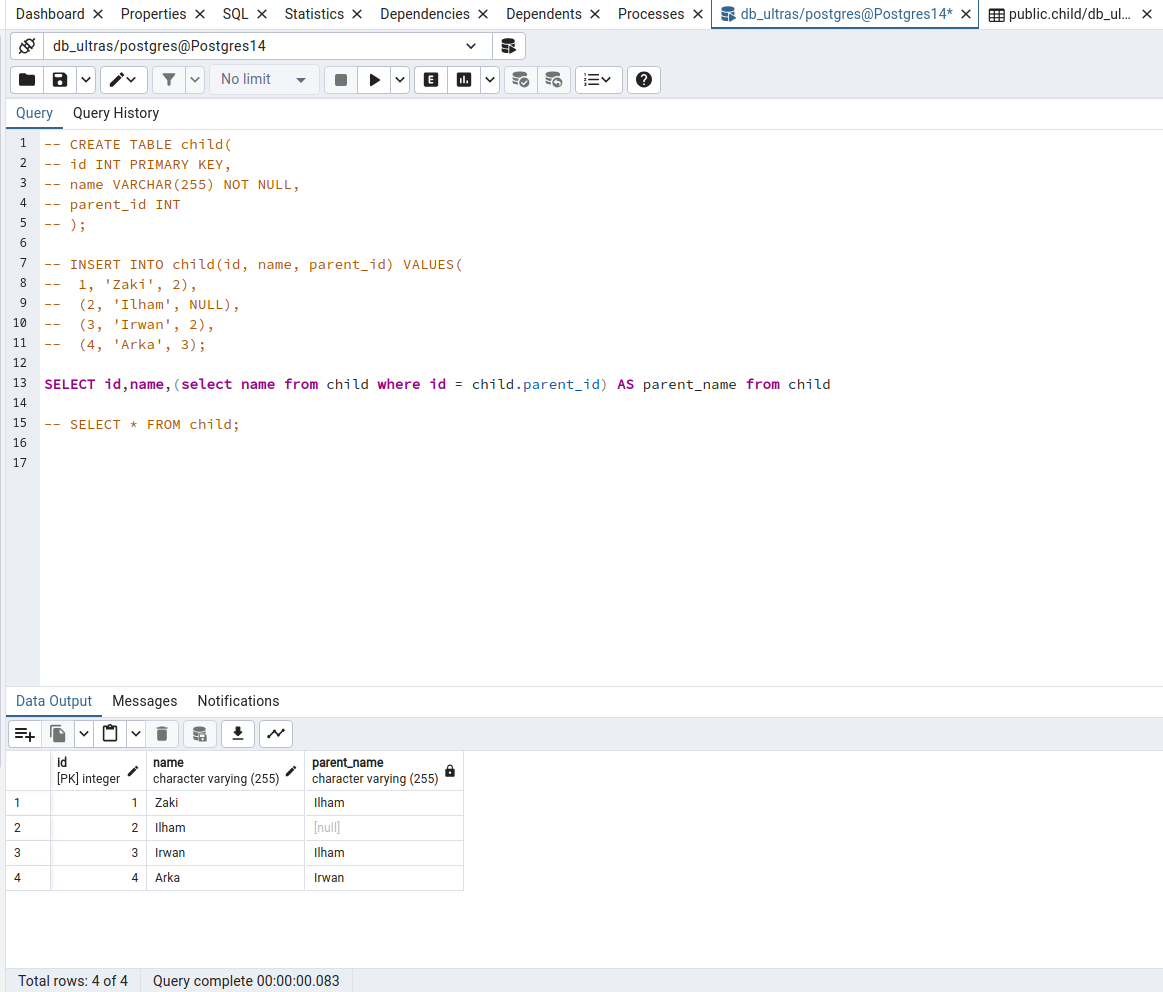 Dashboard Properties SQL Statistics Dependencies Dependents Processes db_ultras/postgres@Postgres14* public.child/db_ul...
db_ultras/postgres@Postgres14
E No limit
Query Query History
1 -- CREATE TABLE child(
2 -- id INT PRIMARY KEY,
3 -- name VARCHAR(255) NOT NULL,
4 -- parent_id INT
5 -- );
6
7 -- INSERT INTO child(id, name, parent_id) VALUES(
8 --  1, 'Zaki', 2),
9 --  (2, 'Ilham', NULL),
10 --  (3, 'Irwan', 2),
11 --  (4, 'Arka', 3);
12
13 SELECT id,name,(select name from child where id = child.parent_id) AS parent_name from child
14
15 -- SELECT * FROM child;
16
17
Data Output Messages Notifications
id name parent_name
[PK] integer character varying (255) character varying (255)
1 1 Zaki Ilham
2 2 Ilham [null]
3 3 Irwan Ilham
4 4 Arka Irwan
Total rows: 4 of 4 Query complete 00:00:00.083